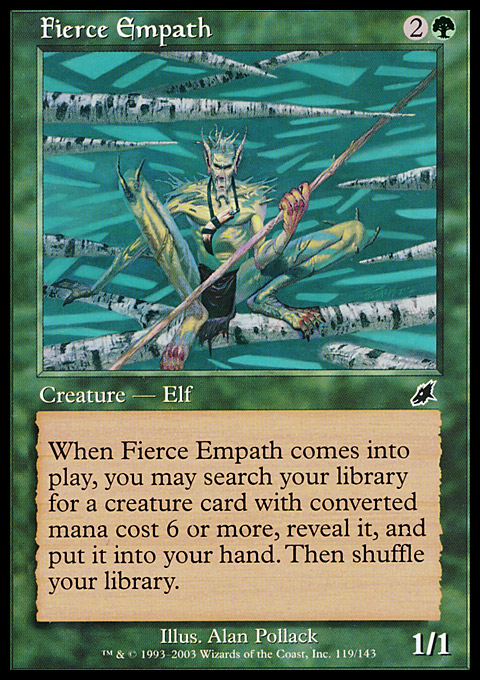 Fierce Empath 2
Creature — Elf
When Fierce Empath comes into
play, you may search your library
for a creature card with converted
mana cost 6 or more, reveal it, and
put it into your hand. Then shuffle
your library.
Illus. Alan Pollack
™ & © 1993-2003 Wizards of the Coast, Inc. 119/143
1/1